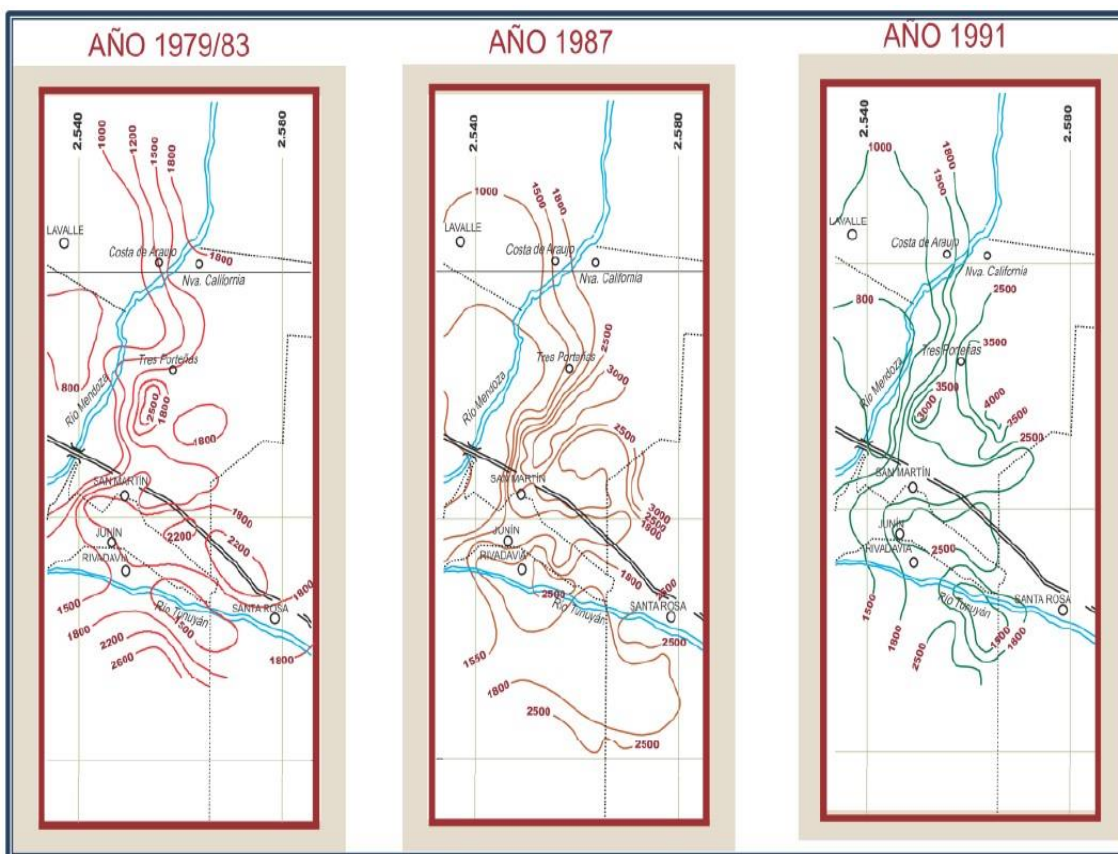 AÑO 1979/83
2.540
2.580
1000
1200
1500
1800
LAVALLE
Costa de Araujo
1800
Nva. California
800
Tres Porteñas
Río Mendoza
2500
1800
1800
SAN MARTÍN
1800
2200
JUNÍN
2200
RIVADAVIA
1500
1800
SANTA ROSA
Río Tunuyán
1500
1800
2200
2600
1800
AÑO 1987
2.540
2.580
1000
1500
1800
LAVALLE
Costa de Araujo
Nva. California
2500
Tres Porteñas
3000
Río Mendoza
2500
SAN MARTÍN
3000
2500
1800
JUNÍN
RIVADAVIA
1800
2500
SANTA ROSA
Río Tunuyán
2500
1550
1800
2500
2500
AÑO 1991
2.540
2.580
1000
1800
1500
LAVALLE
Costa de Araujo
Nva. California
2500
800
3500
Tres Porteñas
Río Mendoza
3500
3000
4000
3500
2500
SAN MARTÍN
JUNÍN
RIVADAVIA
2500
SANTA ROSA
Río Tunuyán
1500
1800
1800
2500